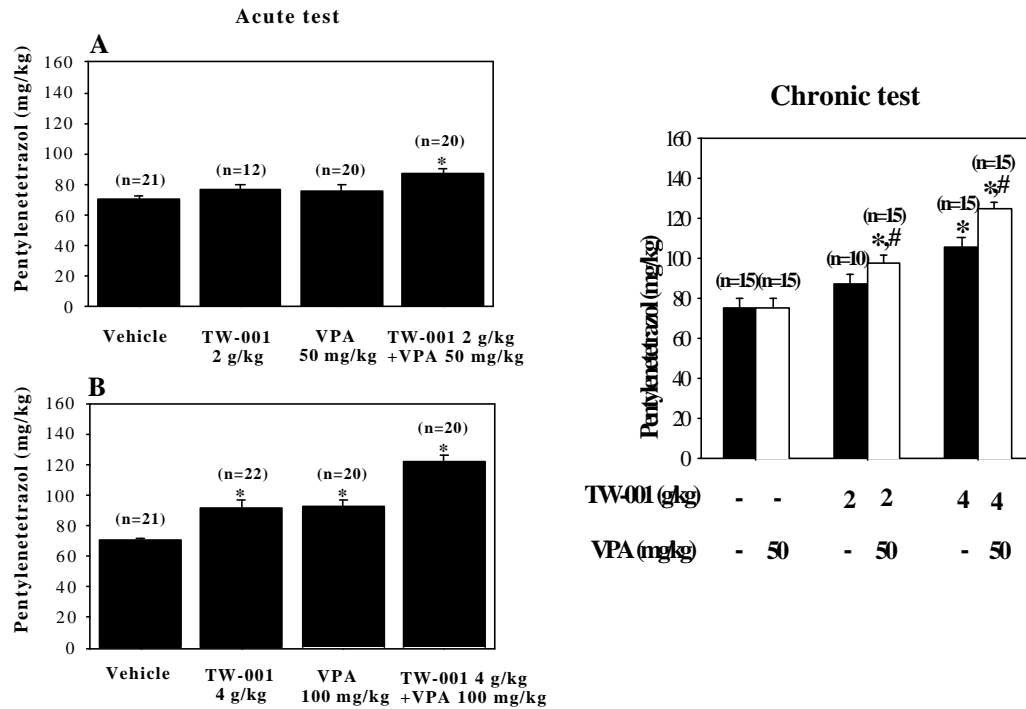 Acute test
A
Pentylenetetrazol (mg/kg)
160
140
120
100
80
60
40
20
0
(n=21)
(n=12)
(n=20)
(n=20)
*
Vehicle
TW-001
2 g/kg
VPA
50 mg/kg
TW-001 2 g/kg
+VPA 50 mg/kg
B
Pentylenetetrazol (mg/kg)
160
140
120
100
80
60
40
20
0
(n=21)
(n=22)
*
(n=20)
*
(n=20)
*
Vehicle
TW-001
4 g/kg
VPA
100 mg/kg
TW-001 4 g/kg
+VPA 100 mg/kg
Chronic test
Pentylenetetrazol (mg/kg)
160
140
120
100
80
60
40
20
0
(n=15) (n=15)
(n=10)
(n=15)
*,#
(n=15)
*
(n=15)
*,#
TW-001 (g/kg) - - 2 2 4 4
VPA (mg/kg) - 50 - 50 - 50